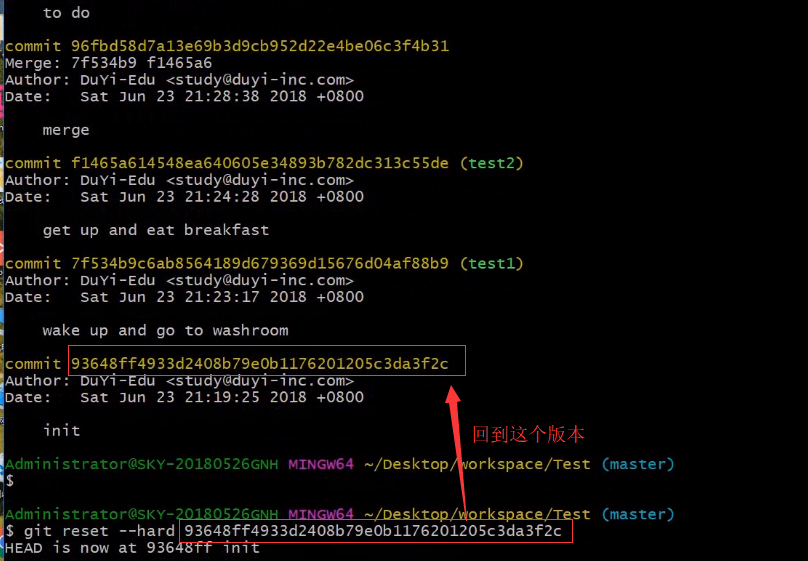 to do
commit 96fbd58d7a13e69b3d9cb952d22e4be06c3f4b31
Merge: 7f534b9 f1465a6
Author: DuYi-Edu <study@duyi-inc.com>
Date:   Sat Jun 23 21:28:38 2018 +0800
merge
commit f1465a614548ea640605e34893b782dc313c55de (test2)
Author: DuYi-Edu <study@duyi-inc.com>
Date:   Sat Jun 23 21:24:28 2018 +0800
get up and eat breakfast
commit 7f534b9c6ab8564189d679369d15676d04af88b9 (test1)
Author: DuYi-Edu <study@duyi-inc.com>
Date:   Sat Jun 23 21:23:17 2018 +0800
wake up and go to washroom
commit 93648ff4933d2408b79e0b1176201205c3da3f2c
Author: DuYi-Edu <study@duyi-inc.com>
Date:   Sat Jun 23 21:19:25 2018 +0800
init
回到这个版本
Administrator@SKY-20180526GNH MINGW64 ~/Desktop/workspace/Test (master)
$
Administrator@SKY-20180526GNH MINGW64 ~/Desktop/workspace/Test (master)
$ git reset --hard 93648ff4933d2408b79e0b1176201205c3da3f2c
HEAD is now at 93648ff init